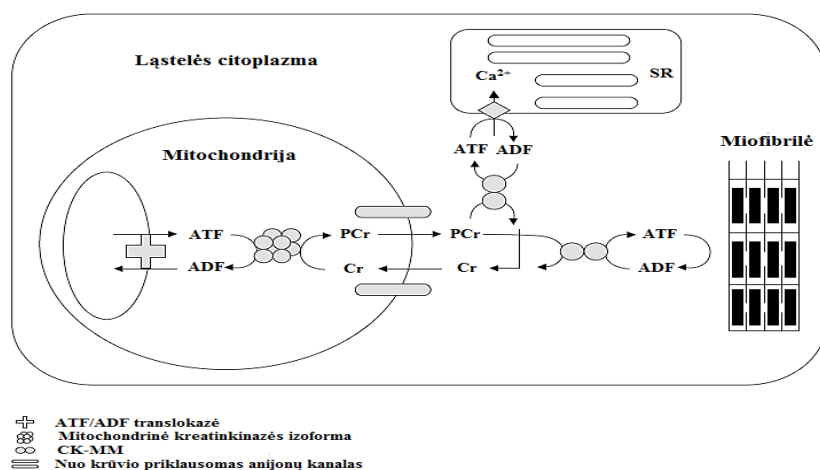 Ląstelės citoplazma
Ca²⁺
SR
ATF ADF
Mitochondrija
Miofibrilė
ATF
PCr
PCr
ATF
ADF
Cr
Cr
ADF
ATF/ADF translokazė
Mitochondrinė kreatinkinazės izoforma
CK-MM
Nuo krūvio priklausomas anijonų kanalas